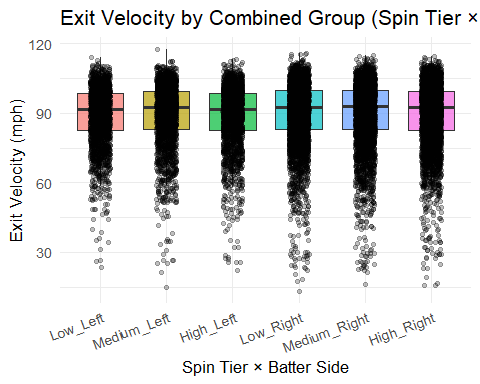 Exit Velocity by Combined Group (Spin Tier ×
120
90
60
30
Exit Velocity (mph)
Low_Left
Medium_Left
High_Left
Low_Right
Medium_Right
High_Right
Spin Tier × Batter Side